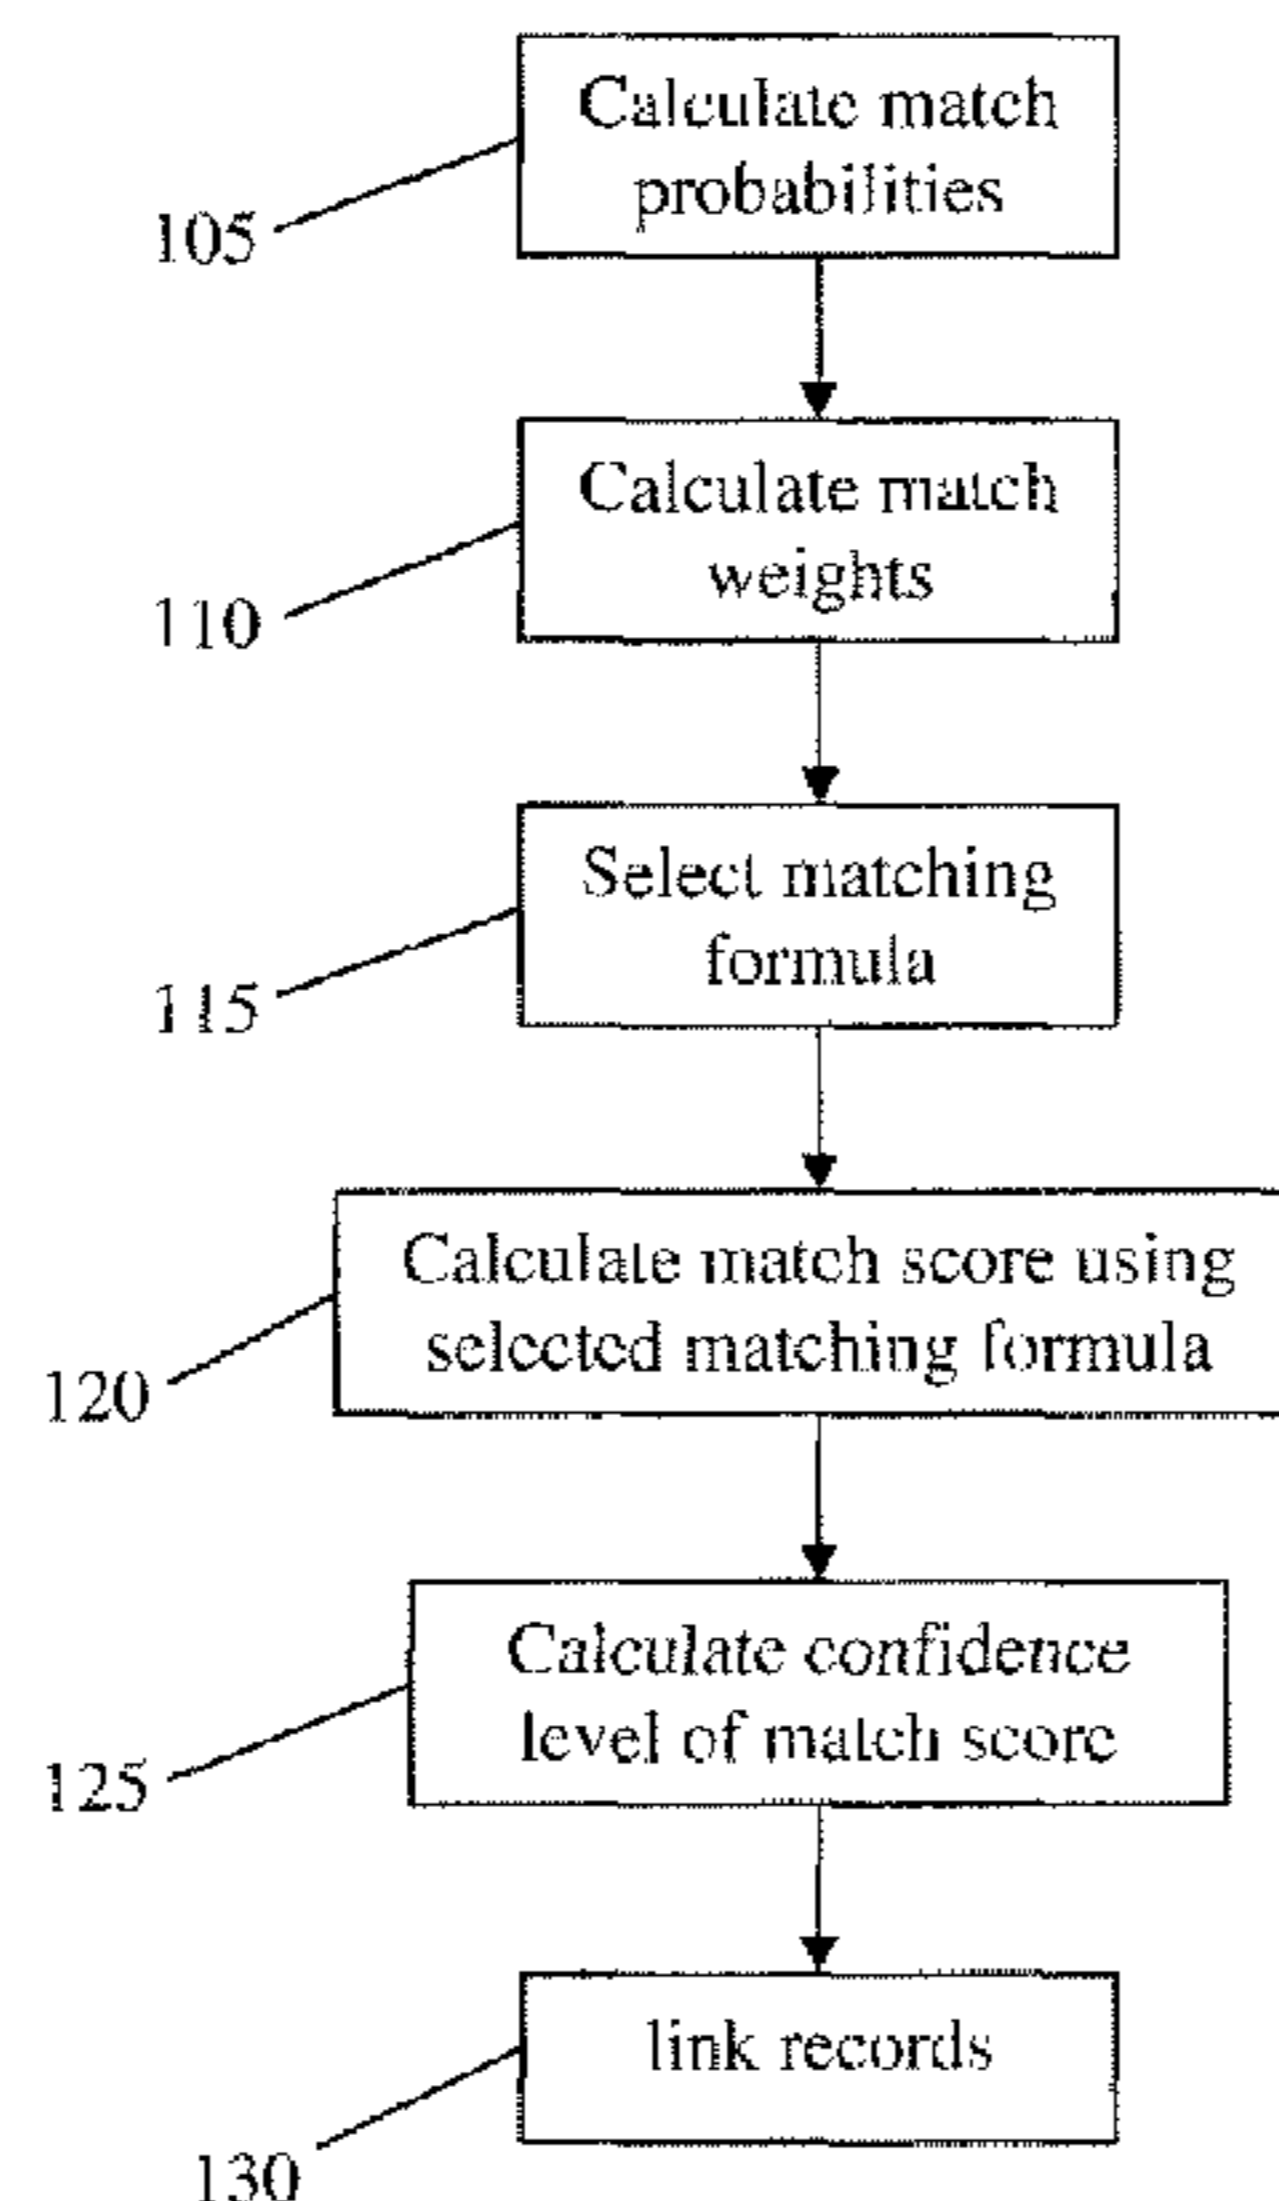 Calculate match
probabilities
105
Calculate match
weights
110
Select matching
formula
115
Calculate match score using
selected matching formula
120
Calculate confidence
level of match score
125
link records
130